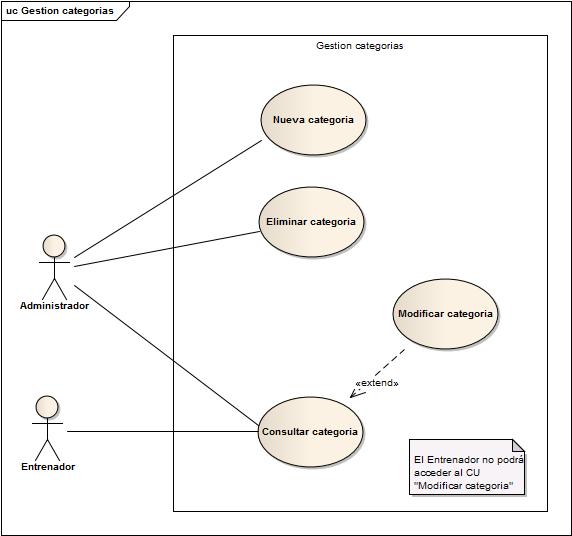 uc Gestion categorias
Gestion categorias
Nueva categoria
Eliminar categoria
Administrador
Modificar categoria
«extend»
Consultar categoria
Entrenador
El Entrenador no podrá
acceder al CU
"Modificar categoria"